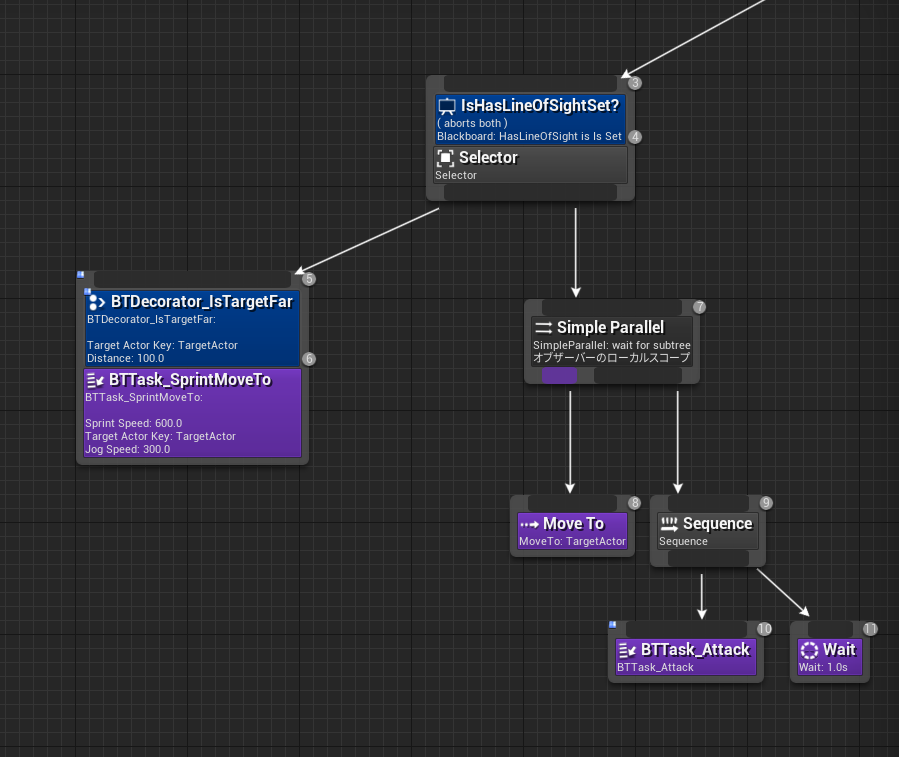 3
IsHasLineOfSightSet?
( aborts both )
Blackboard: HasLineOfSight is Is Set
4
Selector
Selector
5
BTDecorator_IsTargetFar
BTDecorator_IsTargetFar:
Target Actor Key: TargetActor
Distance: 100.0
6
BTTask_SprintMoveTo
BTTask_SprintMoveTo:
Sprint Speed: 600.0
Target Actor Key: TargetActor
Jog Speed: 300.0
7
Simple Parallel
SimpleParallel: wait for subtree
オブザーバーのローカルスコープ
8
Move To
MoveTo: TargetActor
9
Sequence
Sequence
10
BTTask_Attack
BTTask_Attack
11
Wait
Wait: 1.0s